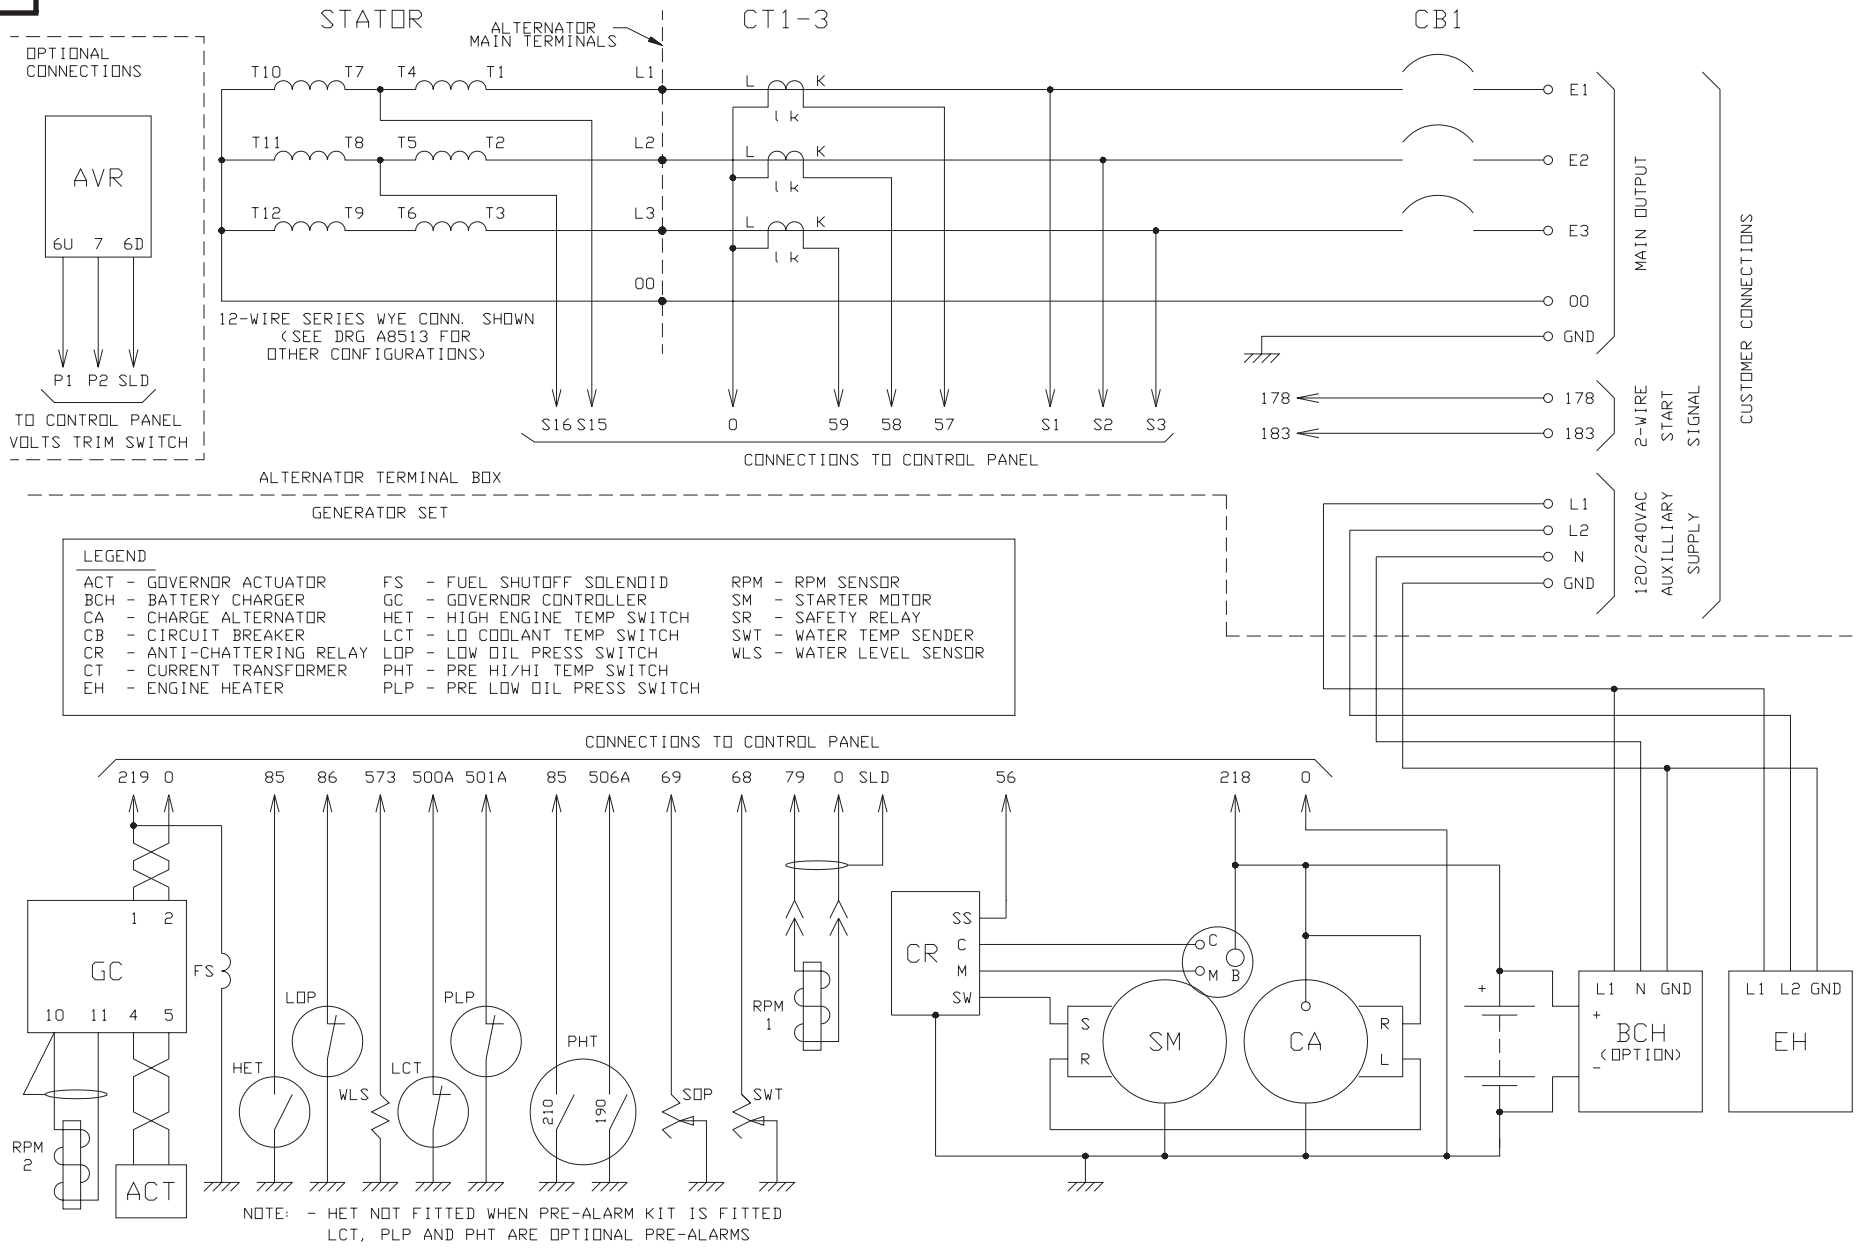 STATOR
ALTERNATOR
MAIN TERMINALS
CT1-3
CB1
OPTIONAL
CONNECTIONS
AVR
6U 7 6D
P1 P2 SLD
TO CONTROL PANEL
VOLTS TRIM SWITCH
T10 T7 T4 T1 L1 L K E1
l k
T11 T8 T5 T2 L2 L K E2
l k
T12 T9 T6 T3 L3 L K E3
l k
00 00
GND
12-WIRE SERIES WYE CONN. SHOWN
(SEE DRG A8513 FOR
OTHER CONFIGURATIONS)
MAIN OUTPUT
178 178
183 183
2-WIRE
START
SIGNAL
CUSTOMER CONNECTIONS
S16 S15 0 59 58 57 S1 S2 S3
CONNECTIONS TO CONTROL PANEL
L1
L2
N
GND
120/240VAC
AUXILLIARY
SUPPLY
ALTERNATOR TERMINAL BOX
GENERATOR SET
LEGEND
ACT - GOVERNOR ACTUATOR FS - FUEL SHUTOFF SOLENOID RPM - RPM SENSOR
BCH - BATTERY CHARGER GC - GOVERNOR CONTROLLER SM - STARTER MOTOR
CA - CHARGE ALTERNATOR HET - HIGH ENGINE TEMP SWITCH SR - SAFETY RELAY
CB - CIRCUIT BREAKER LCT - LO COOLANT TEMP SWITCH SWT - WATER TEMP SENDER
CR - ANTI-CHATTERING RELAY LOP - LOW OIL PRESS SWITCH WLS - WATER LEVEL SENSOR
CT - CURRENT TRANSFORMER PHT - PRE HI/HI TEMP SWITCH
EH - ENGINE HEATER PLP - PRE LOW OIL PRESS SWITCH
CONNECTIONS TO CONTROL PANEL
219 0 85 86 573 500A 501A 85 506A 69 68 79 0 SLD 56 218 0
1 2
GC
10 11 4 5
FS
RPM
2
ACT
HET
LOP
WLS
LCT
PLP
PHT
210 190
SOP
SWT
RPM
1
CR
SS
C
M
SW
C
M B
S
R
SM
CA
R
L
+
L1 N GND
+
BCH
(OPTION)
-
L1 L2 GND
EH
NOTE: - HET NOT FITTED WHEN PRE-ALARM KIT IS FITTED
LCT, PLP AND PHT ARE OPTIONAL PRE-ALARMS